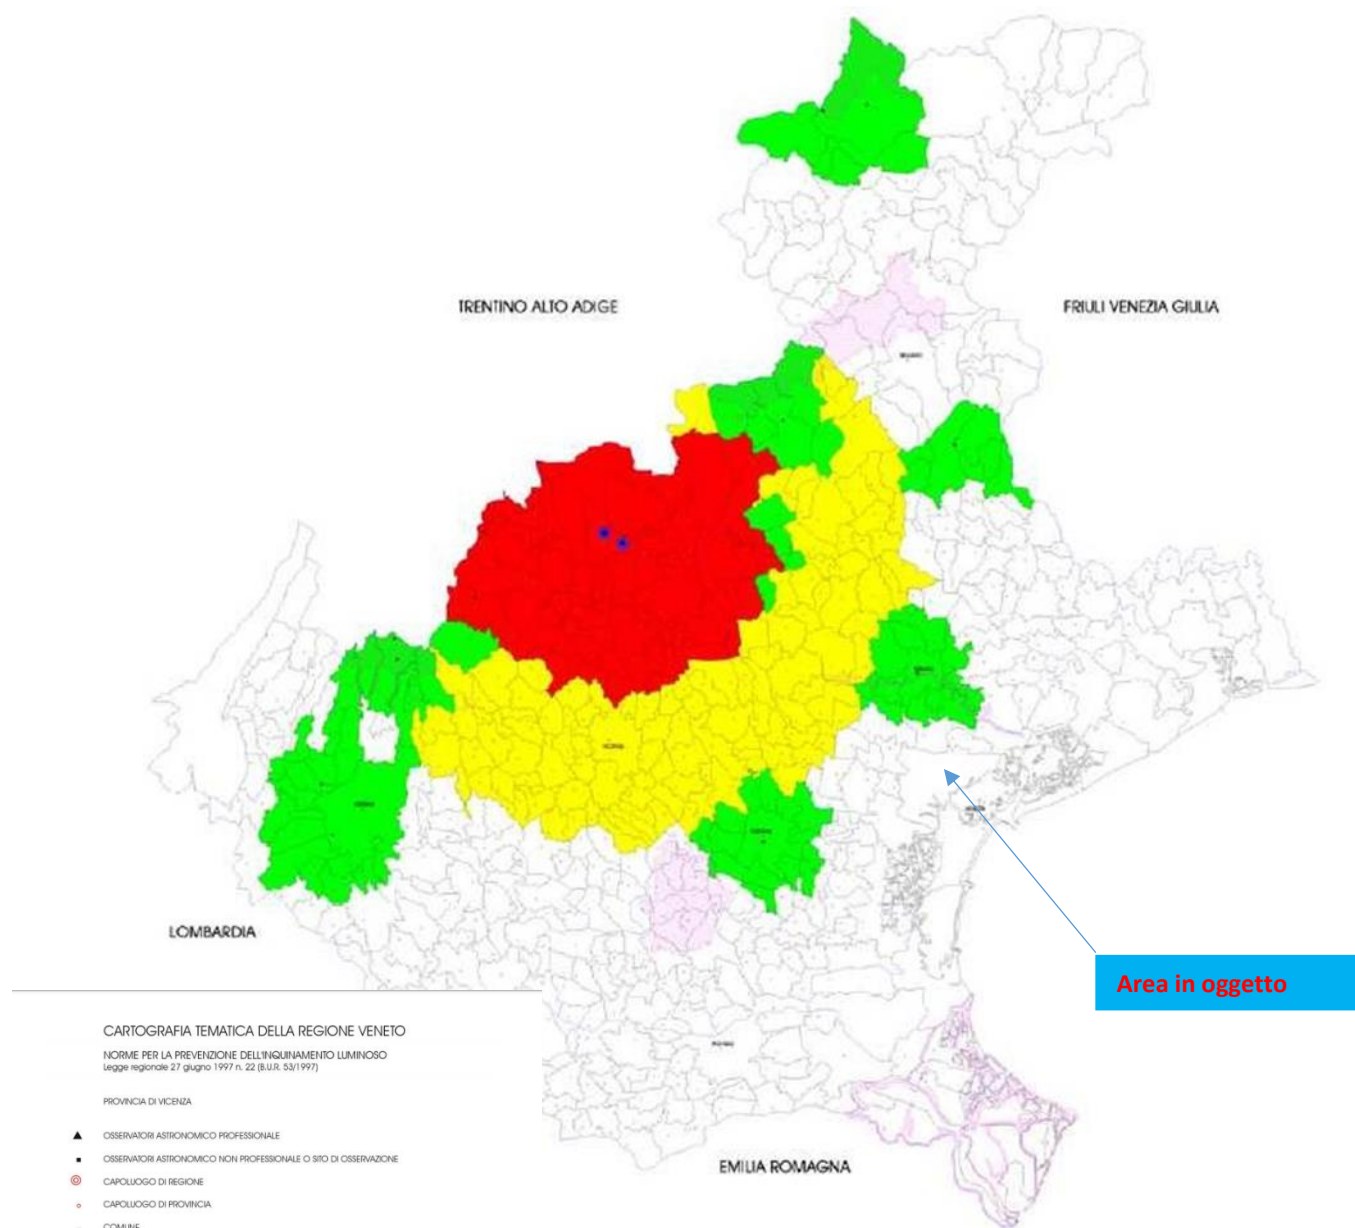 TRENTINO ALTO ADIGE
FRIULI VENEZIA GIULIA
LOMBARDIA
Area in oggetto
CARTOGRAFIA TEMATICA DELLA REGIONE VENETO
NORME PER LA PREVENZIONE DELL'INQUINAMENTO LUMINOSO
Legge regionale 27 giugno 1997 n. 22 (B.U.R. 53/1997)
PROVINCIA DI VICENZA
OSSERVATORI ASTRONOMICO PROFESSIONALE
OSSERVATORI ASTRONOMICO NON PROFESSIONALE O SITO DI OSSERVAZIONE
EMILIA ROMAGNA
CAPOLUOGO DI REGIONE
CAPOLUOGO DI PROVINCIA
COMUNE